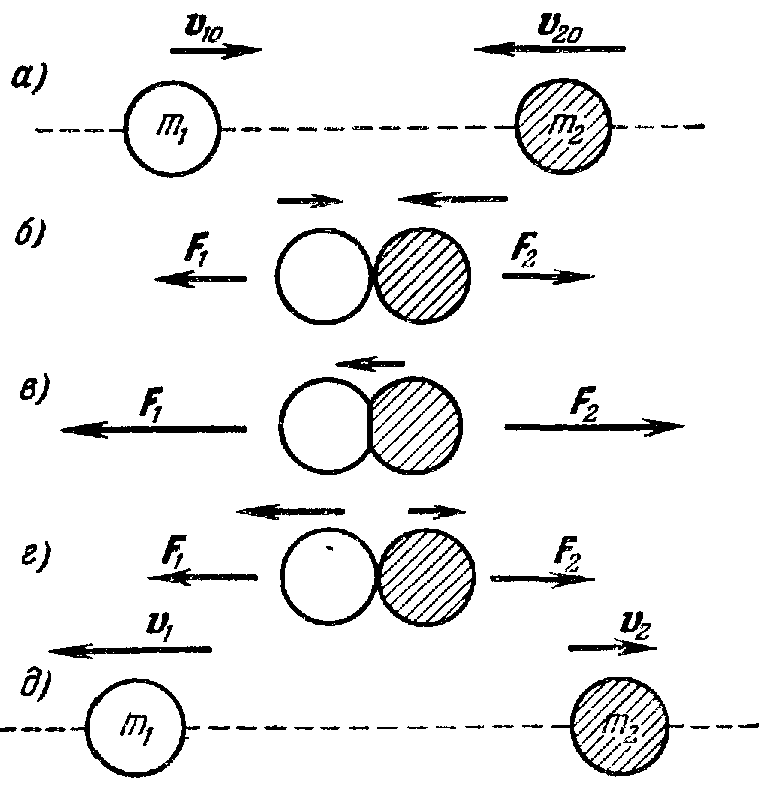 v₁₀ v₂₀
а) m₁ m₂
б) F₁ F₂
в) F₁ F₂
г) F₁ F₂
v₁ v₂
д) m₁ m₂